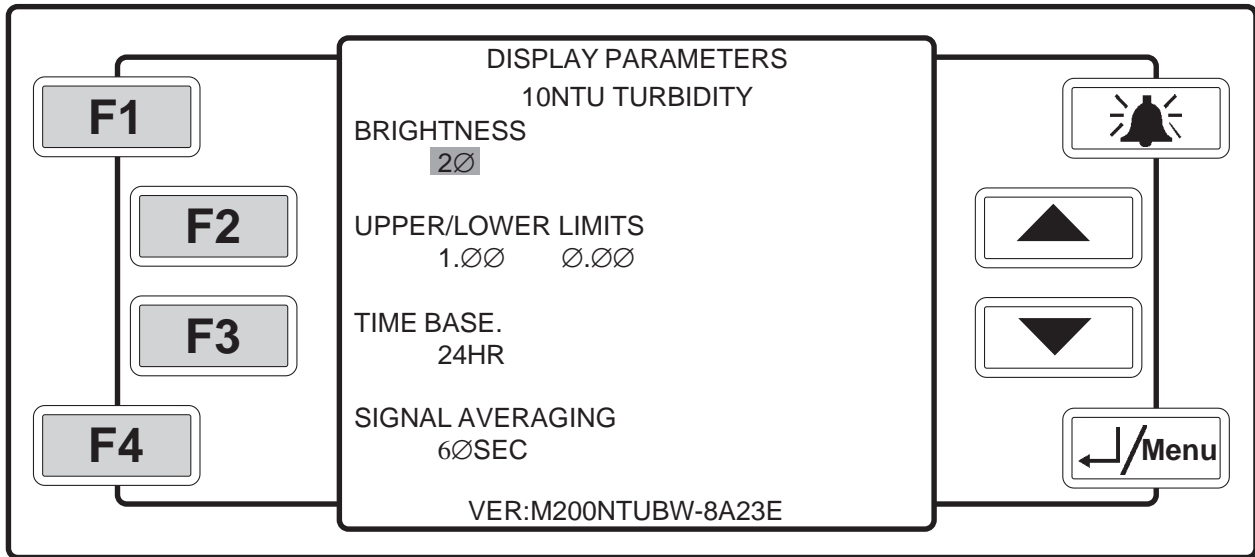 DISPLAY PARAMETERS
10NTU TURBIDITY
BRIGHTNESS
2∅
UPPER/LOWER LIMITS
1.∅∅ ∅.∅∅
TIME BASE.
24HR
SIGNAL AVERAGING
6∅SEC
VER:M200NTUBW-8A23E
F1
F2
F3
F4
/Menu